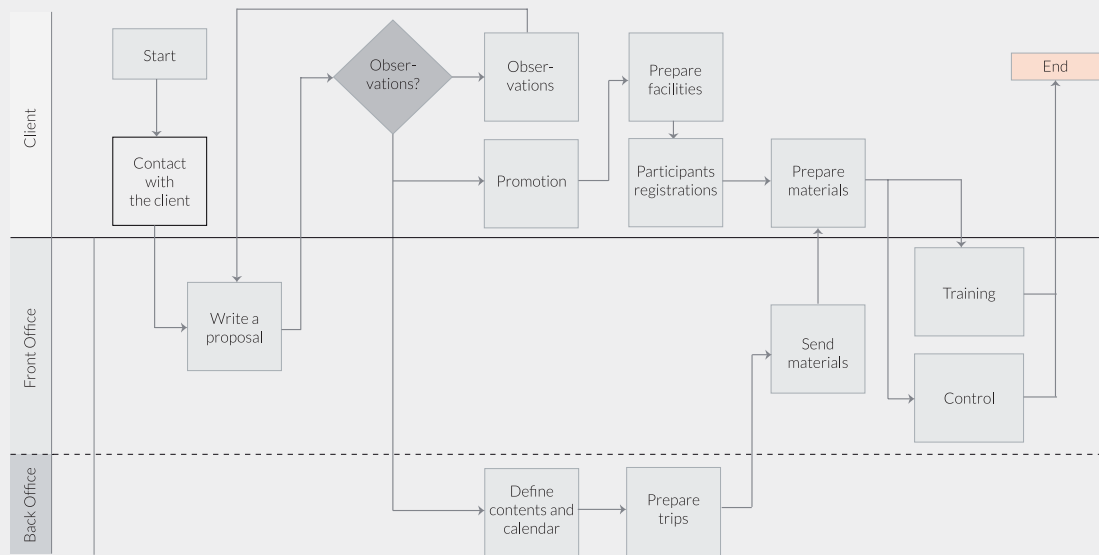 Client
Start
Contact
with
the client
Obser-
vations?
Obser-
vations
Promotion
Prepare
facilities
Participants
registrations
Prepare
materials
End
Front Office
Write a
proposal
Send
materials
Training
Control
Back Office
Define
contents and
calendar
Prepare
trips